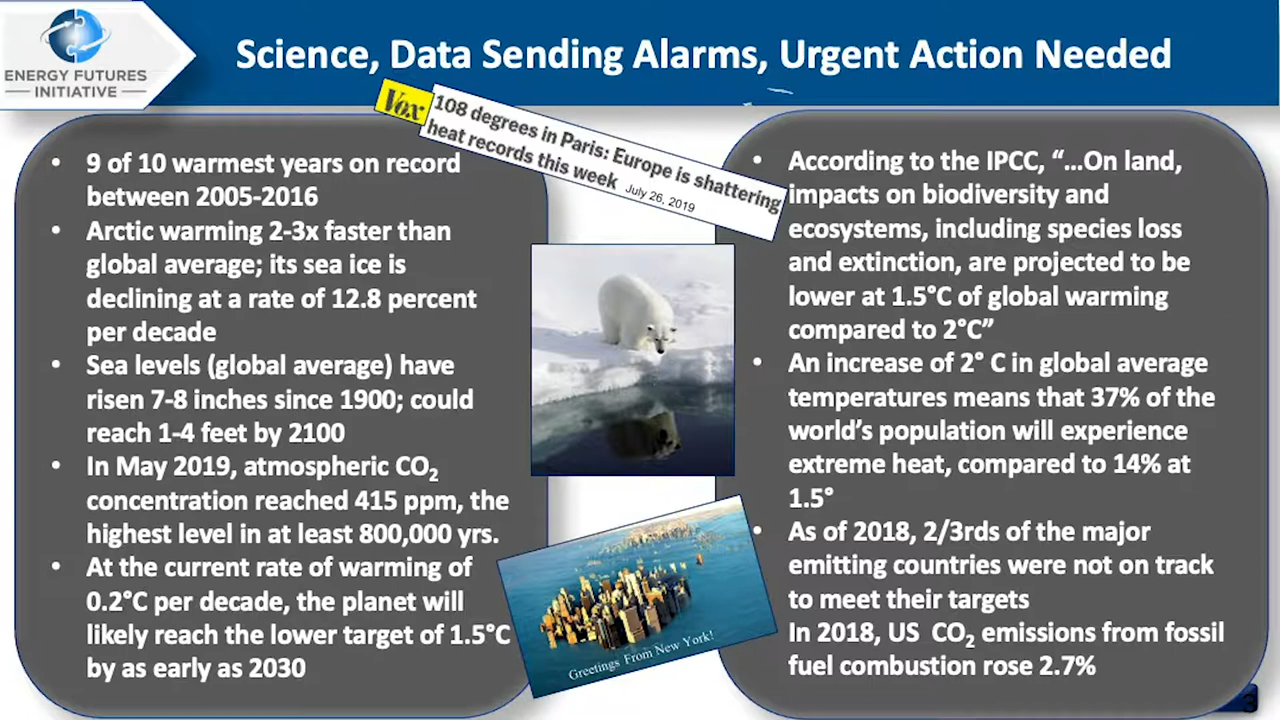 ENERGY FUTURES
INITIATIVE
Science, Data Sending Alarms, Urgent Action Needed
Vox
108 degrees in Paris: Europe is shattering
heat records this week July 26, 2019
• 9 of 10 warmest years on record
between 2005-2016
• Arctic warming 2-3x faster than
global average; its sea ice is
declining at a rate of 12.8 percent
per decade
• Sea levels (global average) have
risen 7-8 inches since 1900; could
reach 1-4 feet by 2100
• In May 2019, atmospheric CO₂
concentration reached 415 ppm, the
highest level in at least 800,000 yrs.
• At the current rate of warming of
0.2°C per decade, the planet will
likely reach the lower target of 1.5°C
by as early as 2030
Greetings From New York!
• According to the IPCC, “...On land,
impacts on biodiversity and
ecosystems, including species loss
and extinction, are projected to be
lower at 1.5°C of global warming
compared to 2°C”
• An increase of 2° C in global average
temperatures means that 37% of the
world’s population will experience
extreme heat, compared to 14% at
1.5°
• As of 2018, 2/3rds of the major
emitting countries were not on track
to meet their targets
In 2018, US CO₂ emissions from fossil
fuel combustion rose 2.7%
3